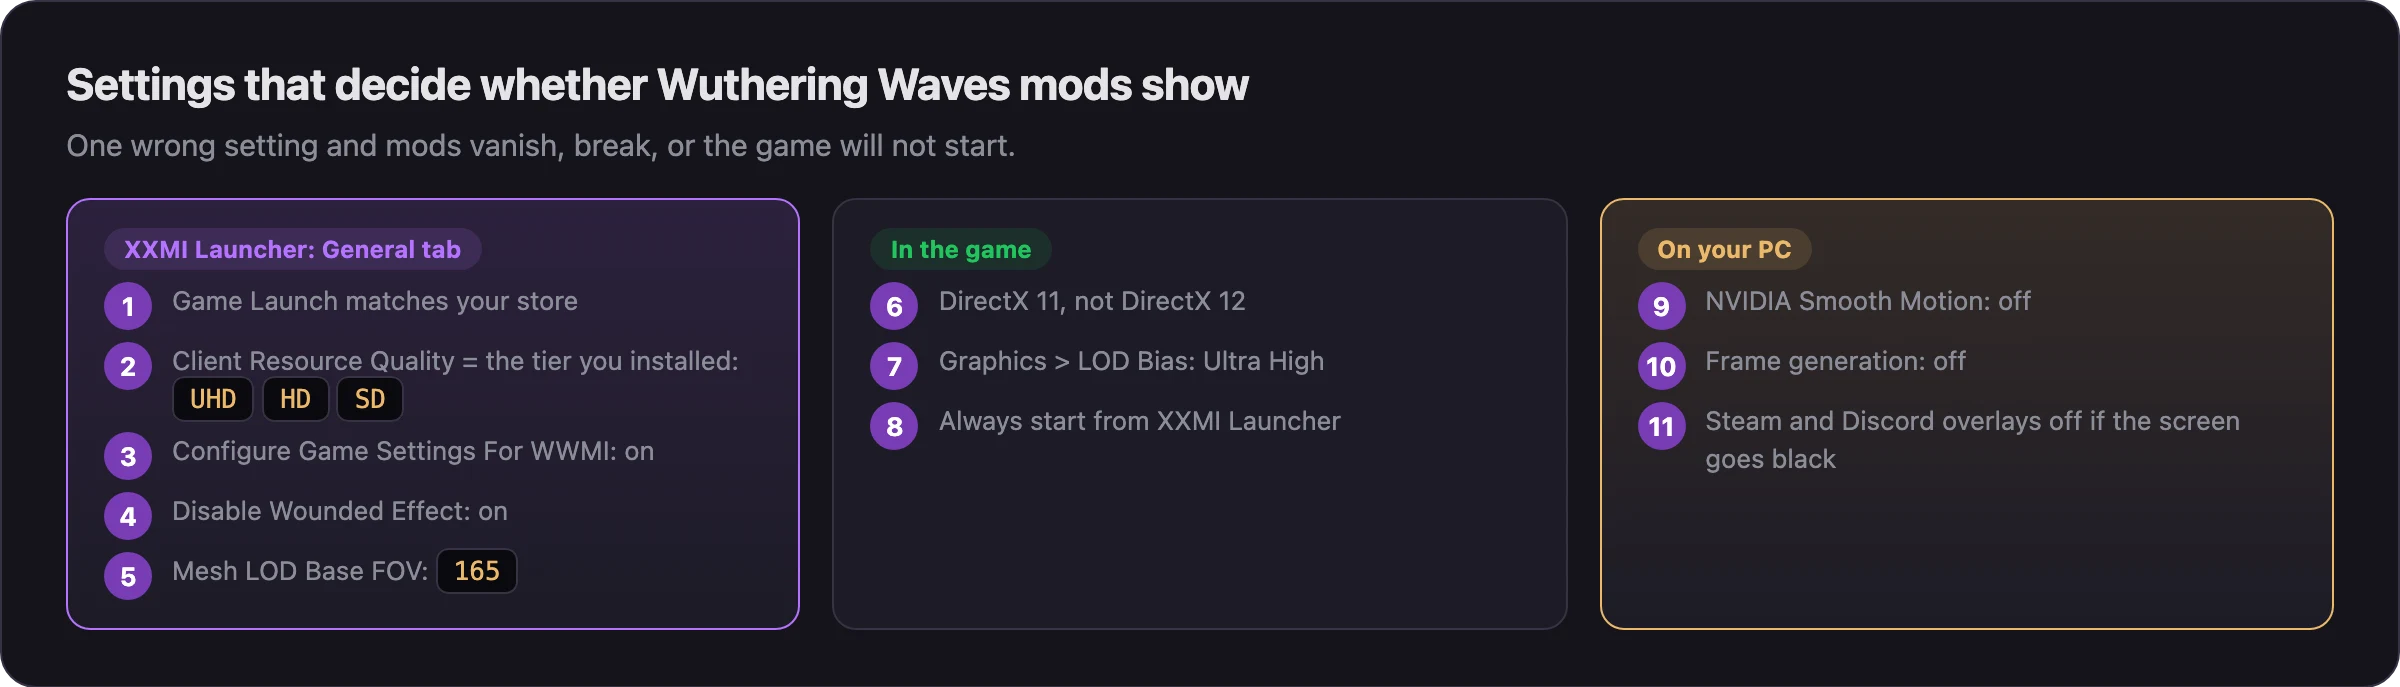 Settings that decide whether Wuthering Waves mods show
One wrong setting and mods vanish, break, or the game will not start.
XXMI Launcher: General tab
1 Game Launch matches your store
2 Client Resource Quality = the tier you installed:
UHD HD SD
3 Configure Game Settings For WWMI: on
4 Disable Wounded Effect: on
5 Mesh LOD Base FOV: 165
In the game
6 DirectX 11, not DirectX 12
7 Graphics > LOD Bias: Ultra High
8 Always start from XXMI Launcher
On your PC
9 NVIDIA Smooth Motion: off
10 Frame generation: off
11 Steam and Discord overlays off if the screen
goes black